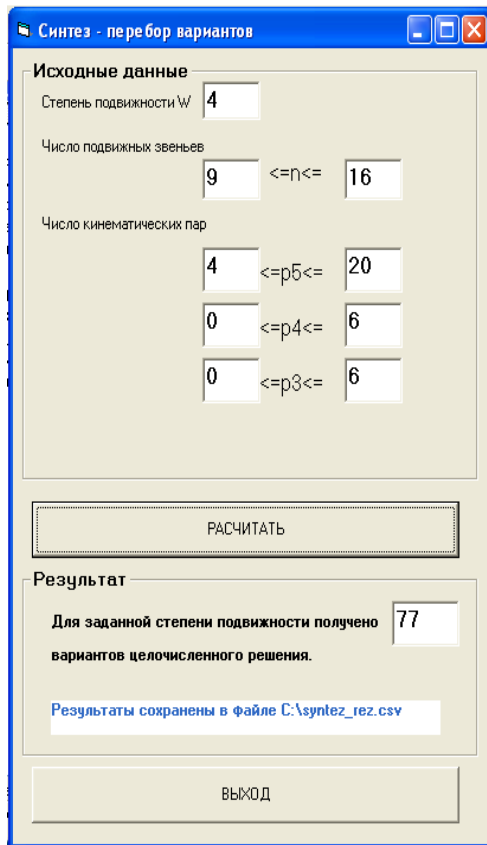 Синтез - перебор вариантов
Исходные данные
Степень подвижности W 4
Число подвижных звеньев
9 <=n<= 16
Число кинематических пар
4 <=p5<= 20
0 <=p4<= 6
0 <=p3<= 6
РАСЧИТАТЬ
Результат
Для заданной степени подвижности получено 77
вариантов целочисленного решения.
Результаты сохранены в файле C:\syntez_rez.csv
ВЫХОД